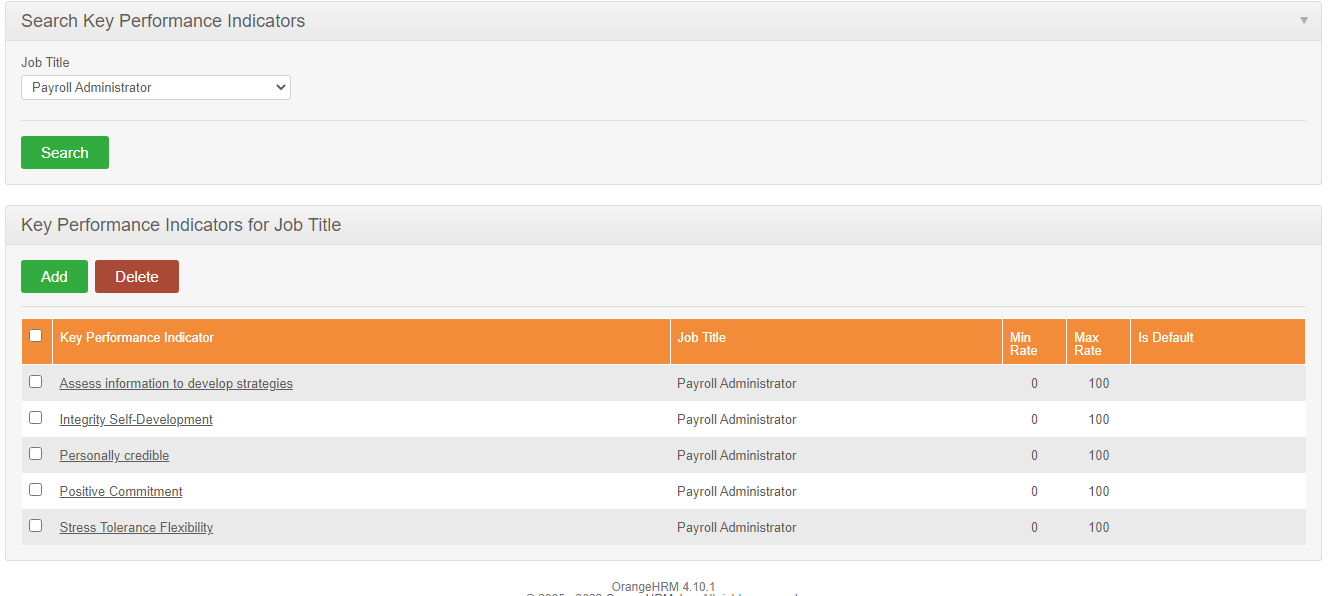 Search Key Performance Indicators
Job Title
Payroll Administrator
Search
Key Performance Indicators for Job Title
Add Delete
Key Performance Indicator Job Title Min Rate Max Rate Is Default
Assess information to develop strategies Payroll Administrator 0 100
Integrity Self-Development Payroll Administrator 0 100
Personally credible Payroll Administrator 0 100
Positive Commitment Payroll Administrator 0 100
Stress Tolerance Flexibility Payroll Administrator 0 100
OrangeHRM 4.10.1